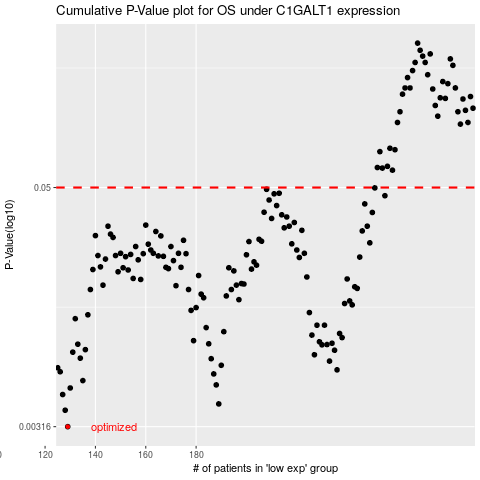 Cumulative P-Value plot for OS under C1GALT1 expression
P-Value(log10)
0.05
0.00316
optimized
0 120 140 160 180
# of patients in 'low exp' group